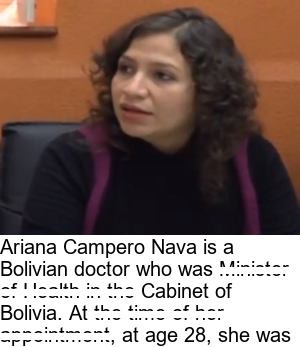 Ariana Campero Nava is a
Bolivian doctor who was Minister
of Health in the Cabinet of
Bolivia. At the time of her
appointment, at age 28, she was